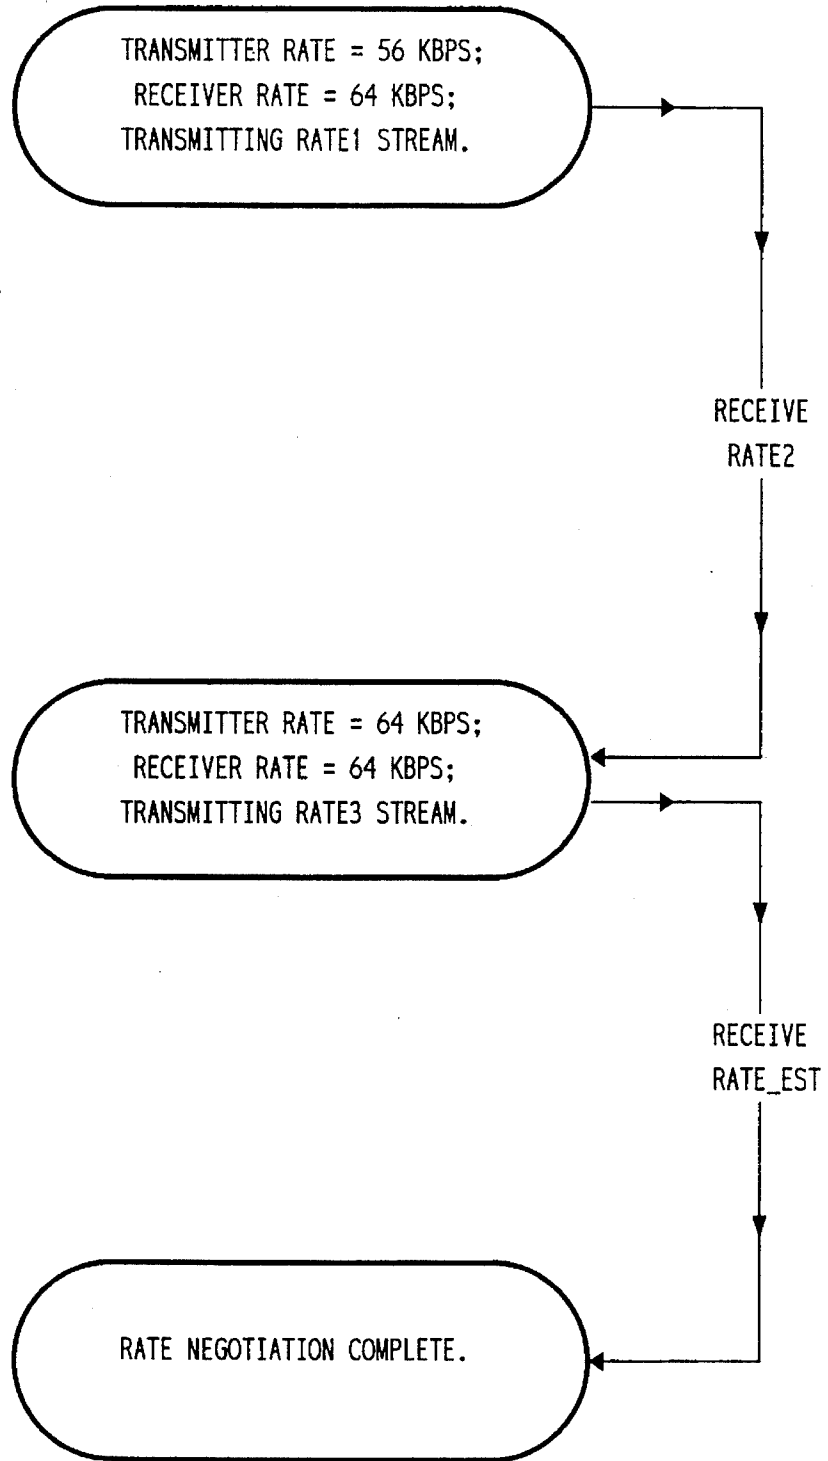 TRANSMITTER RATE = 56 KBPS;
RECEIVER RATE = 64 KBPS;
TRANSMITTING RATE1 STREAM.
RECEIVE
RATE2
TRANSMITTER RATE = 64 KBPS;
RECEIVER RATE = 64 KBPS;
TRANSMITTING RATE3 STREAM.
RECEIVE
RATE_EST
RATE NEGOTIATION COMPLETE.